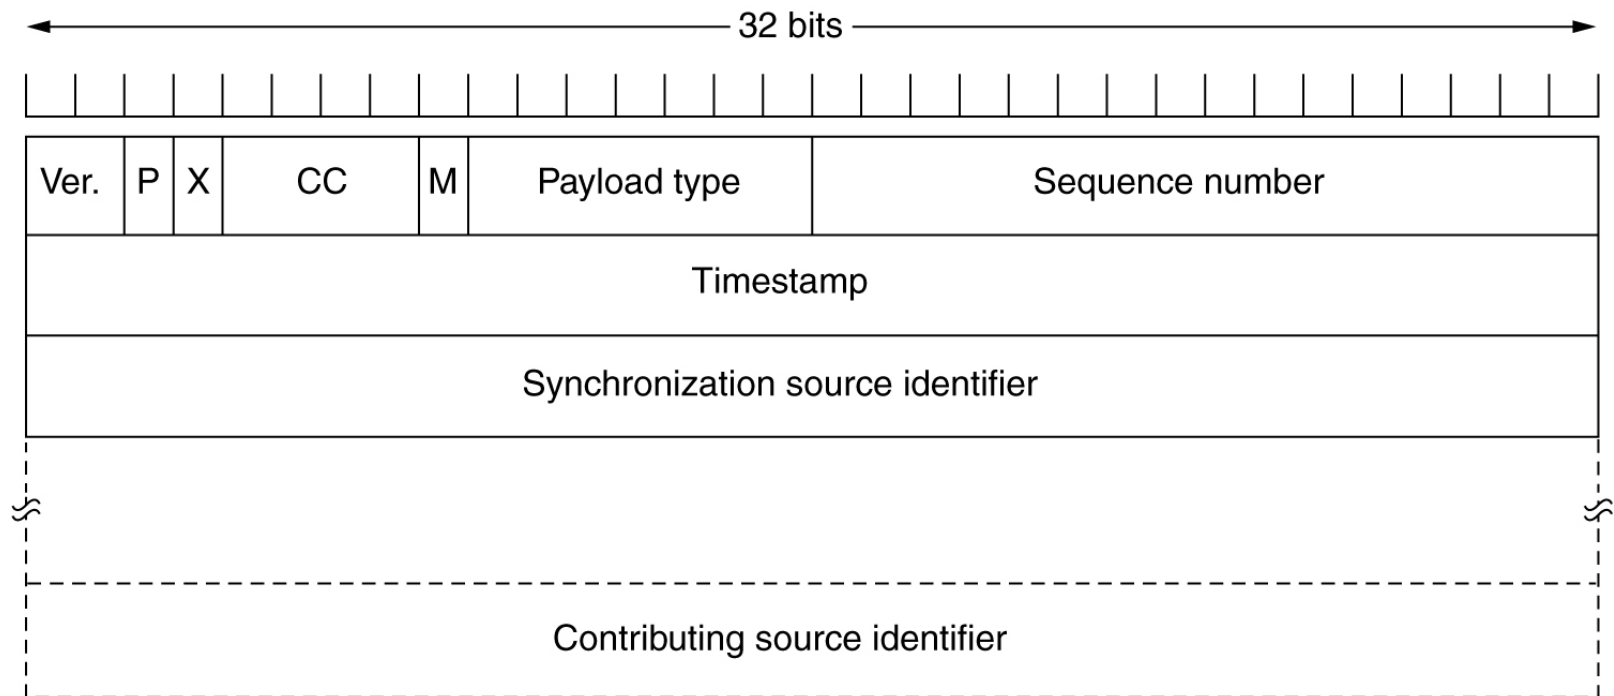 32 bits
Ver. P X CC M Payload type Sequence number
Timestamp
Synchronization source identifier
Contributing source identifier